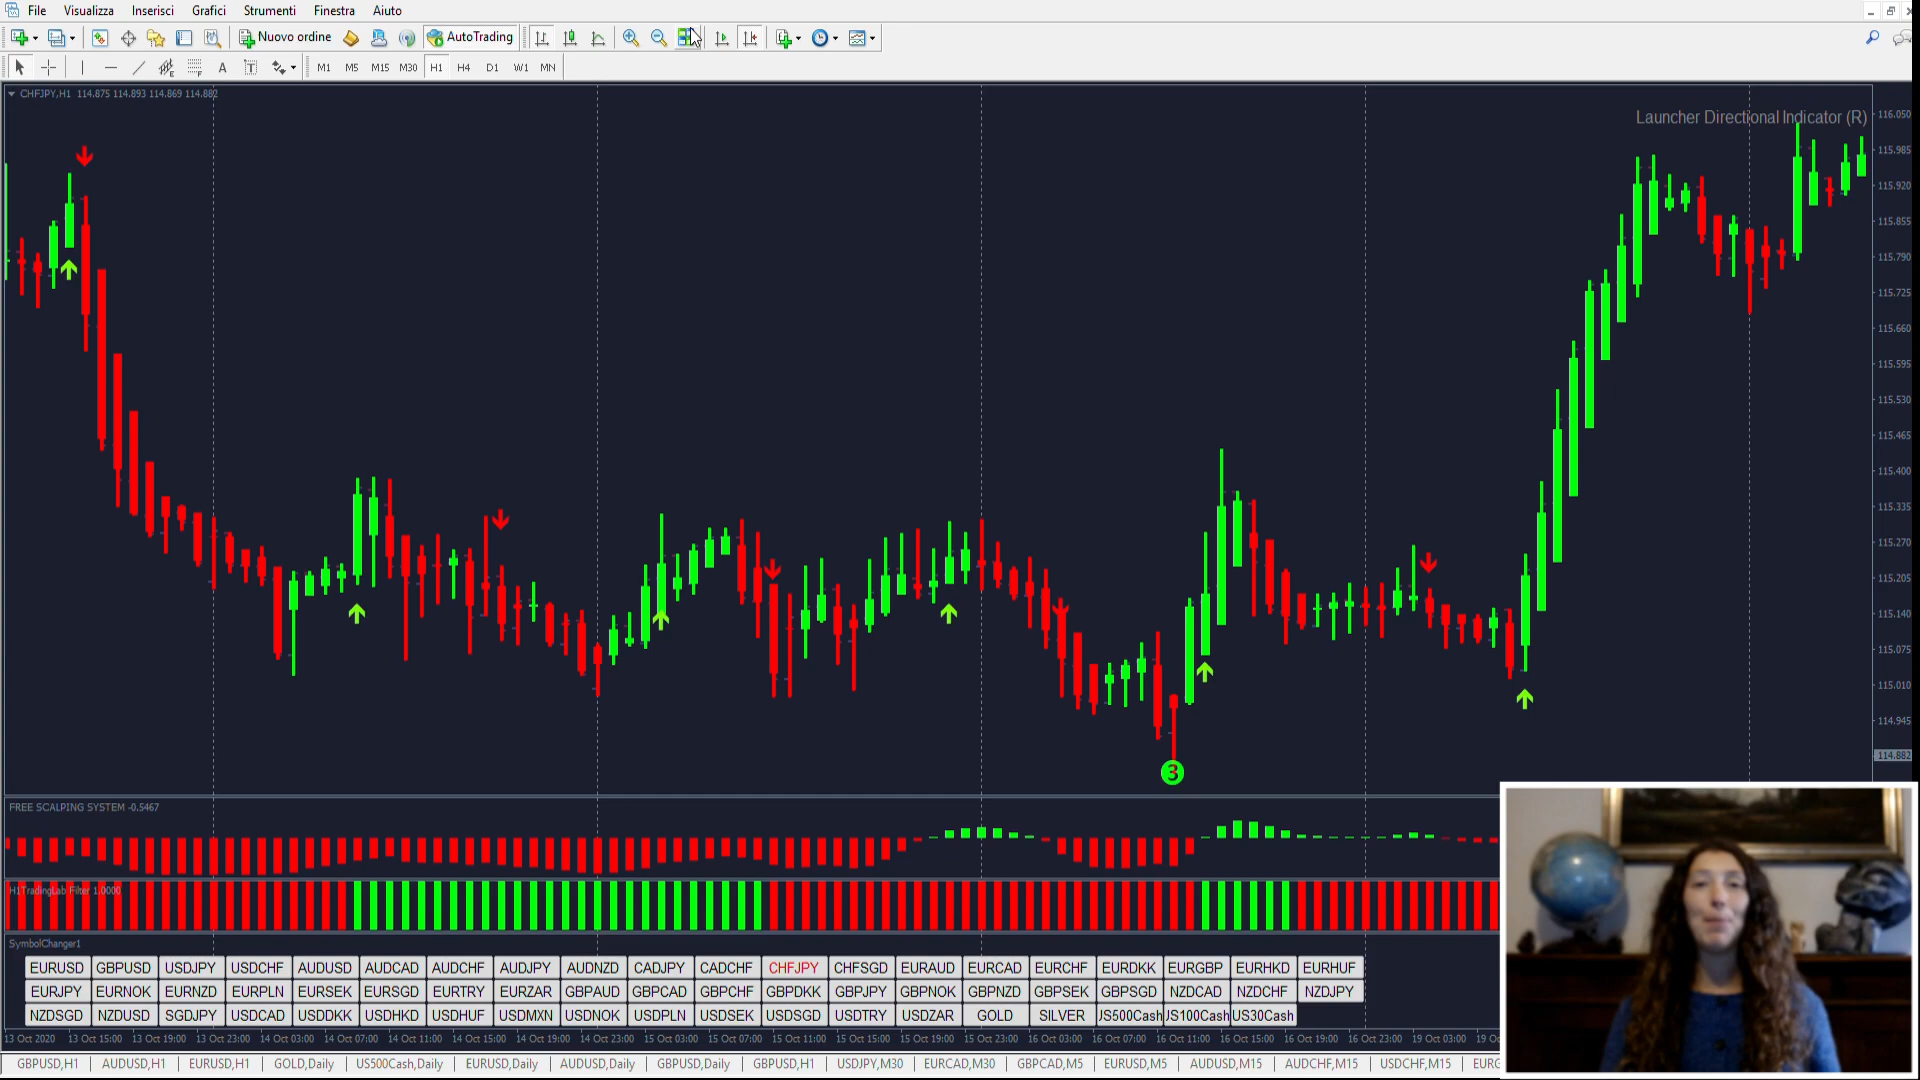 File Visualizza Inserisci Grafici Strumenti Finestra Aiuto
Nuovo ordine AutoTrading
A T M1 M5 M15 M30 H1 H4 D1 W1 MN
CHFJPY,H1 114.875 114.893 114.869 114.882
Launcher Directional Indicator (R)
116.050
115.985
115.920
115.855
115.790
115.725
115.660
115.595
115.530
115.465
115.400
115.335
115.270
115.205
115.140
115.075
115.010
114.945
114.882
3
FREE SCALPING SYSTEM -0.5467
H1TradingLab Filter 1.0000
SymbolChanger1
EURUSD GBPUSD USDJPY USDCHF AUDUSD AUDCAD AUDCHF AUDJPY AUDNZD CADJPY CADCHF CHFJPY CHFSGD EURAUD EURCAD EURCHF EURDKK EURGBP EURHKD EURHUF
EURJPY EURNOK EURNZD EURPLN EURSEK EURSGD EURTRY EURZAR GBPAUD GBPCAD GBPCHF GBPDKK GBPJPY GBPNOK GBPNZD GBPSEK GBPSGD NZDCAD NZDCHF NZDJPY
NZDSGD NZDUSD SGDJPY USDCAD USDDKK USDHKD USDHUF USDMXN USDNOK USDPLN USDSEK USDSGD USDTRY USDZAR GOLD SILVER JS500Cash JS100Cash US30Cash
13 Oct 2020 13 Oct 15:00 13 Oct 19:00 13 Oct 23:00 14 Oct 03:00 14 Oct 07:00 14 Oct 11:00 14 Oct 15:00 14 Oct 19:00 14 Oct 23:00 15 Oct 03:00 15 Oct 07:00 15 Oct 11:00 15 Oct 15:00 15 Oct 19:00 15 Oct 23:00 16 Oct 03:00 16 Oct 07:00 16 Oct 11:00 16 Oct 15:00 16 Oct 19:00 16 Oct 23:00 19 Oct 03:00 19 Oc
GBPUSD,H1 AUDUSD,H1 EURUSD,H1 GOLD,Daily US500Cash,Daily EURUSD,Daily AUDUSD,Daily GBPUSD,Daily GBPUSD,H1 USDJPY,M30 EURCAD,M30 GBPCAD,M5 EURUSD,M5 AUDUSD,M15 AUDCHF,M15 USDCHF,M15 EURG